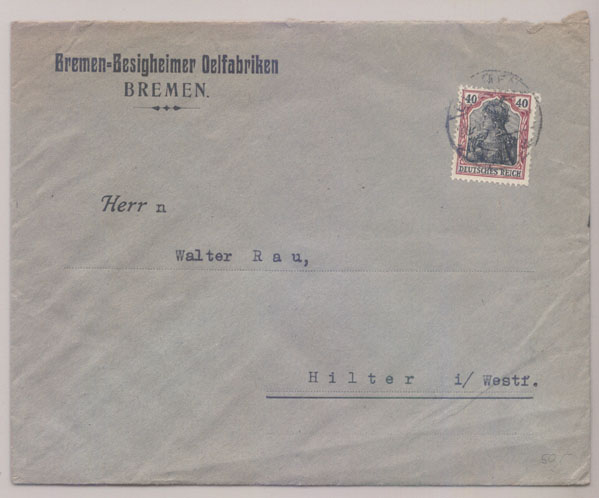 Bremen-Besigheimer Oelfabriken
BREMEN.
40 40
DEUTSCHES REICH
Herr n
Walter Rau,
Hilter i/ Westf.